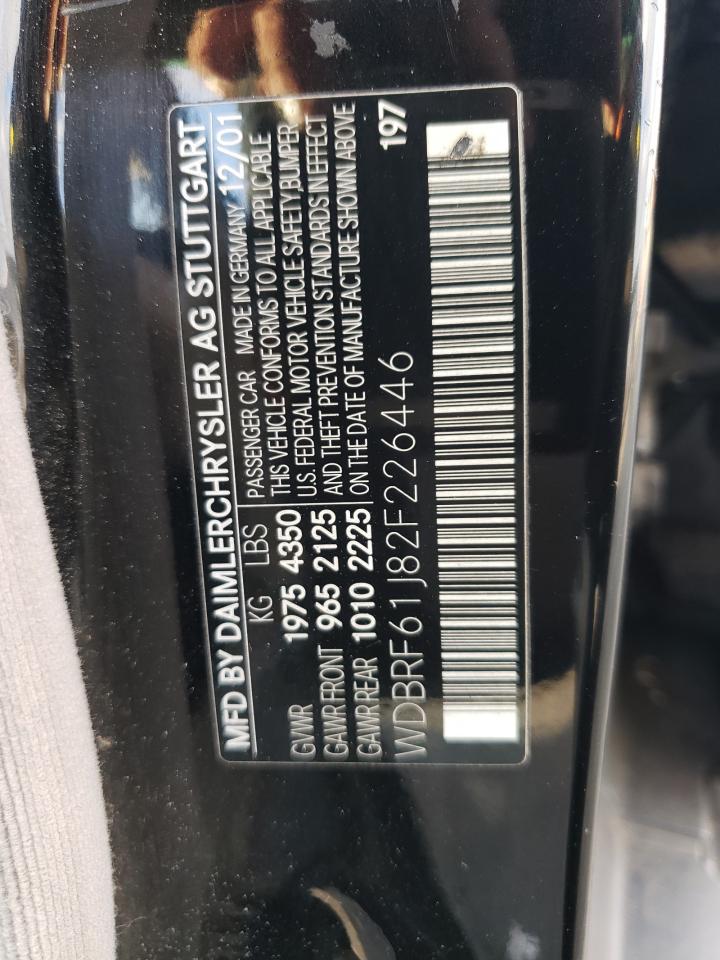 MFD BY DAIMLERCHRYSLER AG STUTTGART
KG LBS
GVWR 1975 4350
GAWR FRONT 965 2125
GAWR REAR 1010 2225
PASSENGER CAR MADE IN GERMANY 12/01
THIS VEHICLE CONFORMS TO ALL APPLICABLE
U.S. FEDERAL MOTOR VEHICLE SAFETY,BUMPER
AND THEFT PREVENTION STANDARDS IN EFFECT
ON THE DATE OF MANUFACTURE SHOWN ABOVE
WDBRF61J82F226446 197